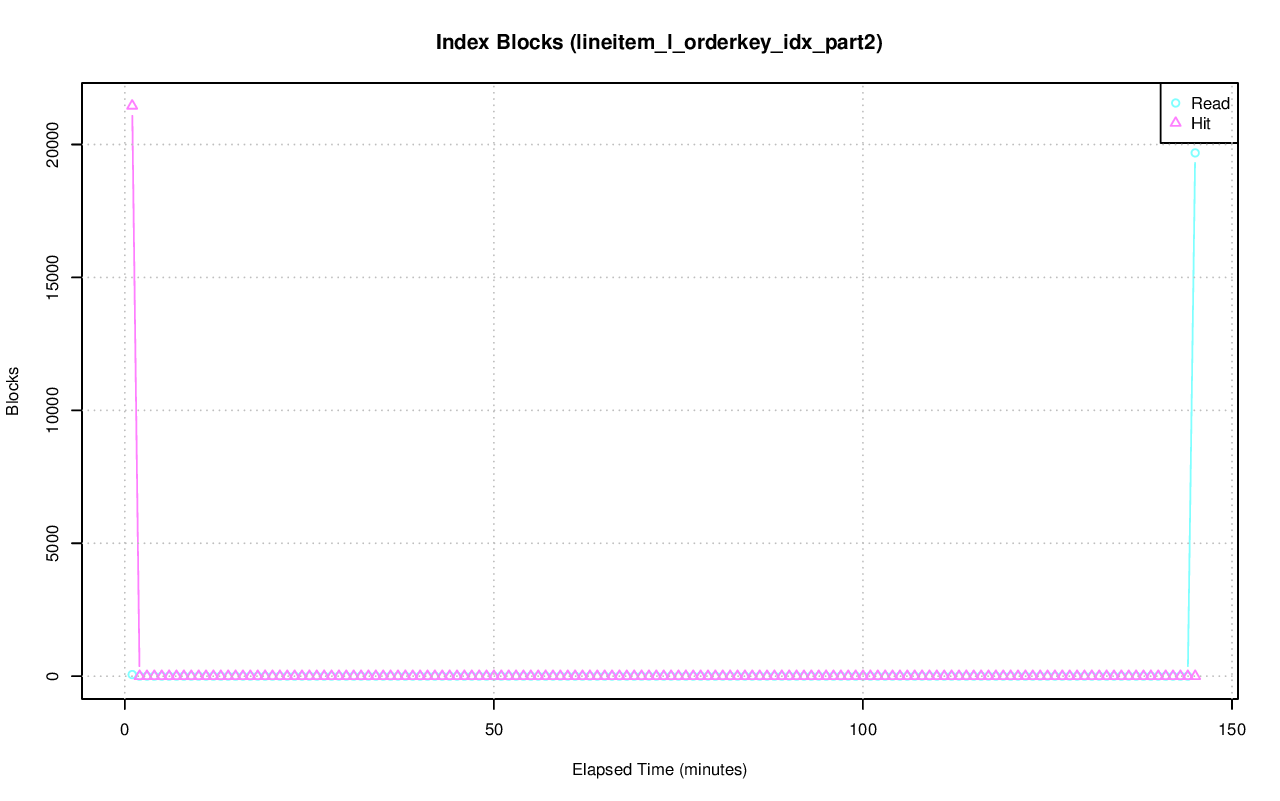 Index Blocks (lineitem_l_orderkey_idx_part2)
Read
Hit
20000
15000
10000
5000
0
Blocks
0 50 100 150
Elapsed Time (minutes)